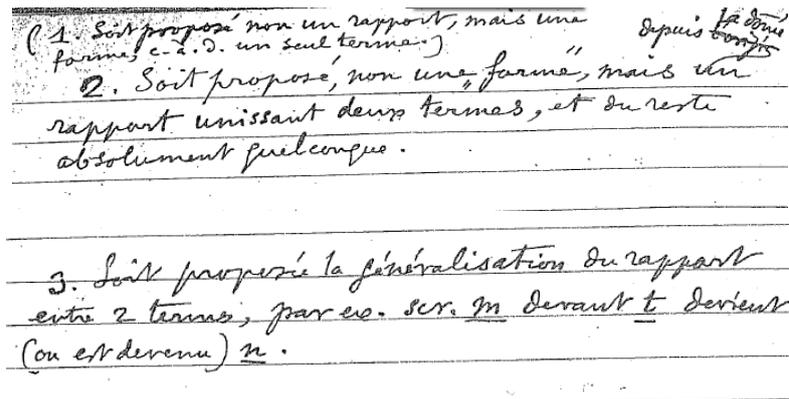 (1. Soit proposé non un rapport, mais une
forme, c-à-d. un seul terme.)
depuis la
2. Soit proposé, non une „forme”, mais un
rapport unissant deux termes, et du reste
absolument quelconque.
3. Soit proposée la généralisation du rapport
entre 2 termes, par ex. scr. m devant t devient
(ou est devenu) n.